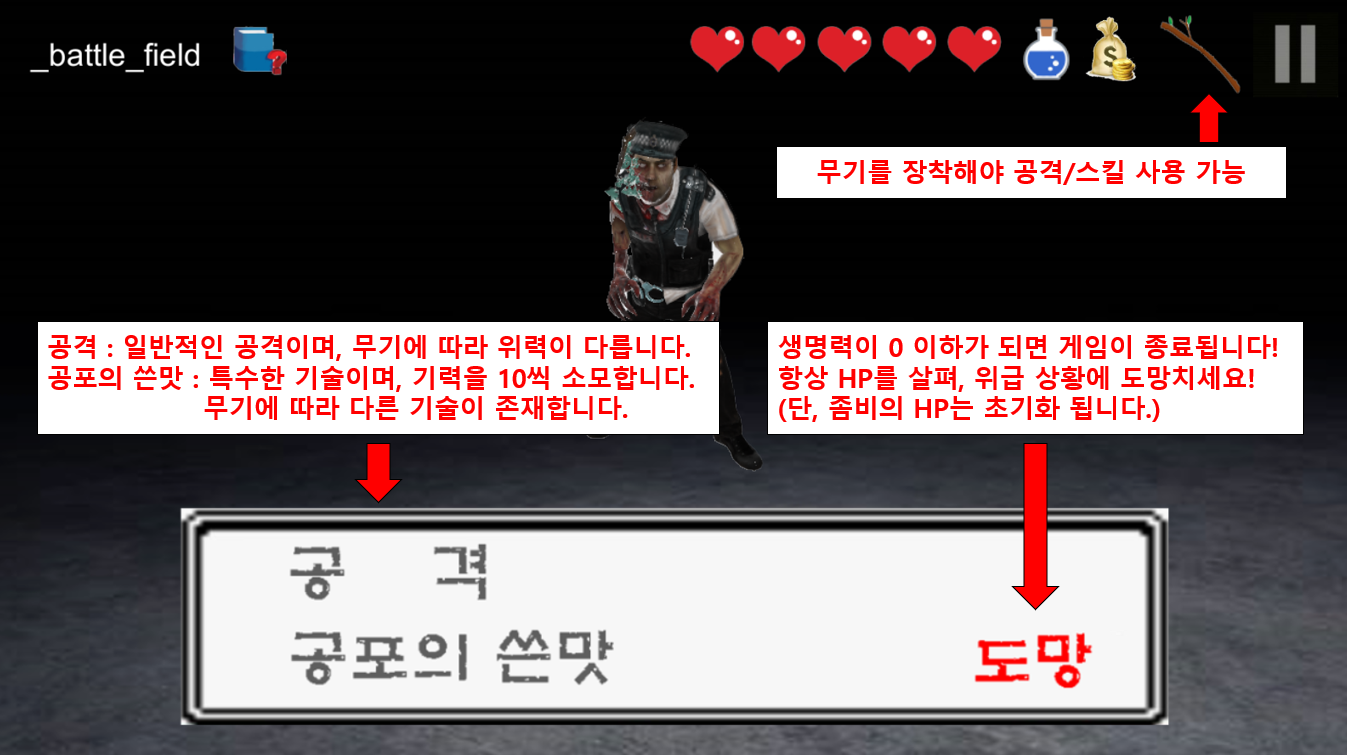 _battle_field
무기를 장착해야 공격/스킬 사용 가능
공격 : 일반적인 공격이며, 무기에 따라 위력이 다릅니다.
공포의 쓴맛 : 특수한 기술이며, 기력을 10씩 소모합니다.
무기에 따라 다른 기술이 존재합니다.
생명력이 0 이하가 되면 게임이 종료됩니다!
항상 HP를 살펴, 위급 상황에 도망치세요!
(단, 좀비의 HP는 초기화 됩니다.)
공 격
공포의 쓴맛
도망